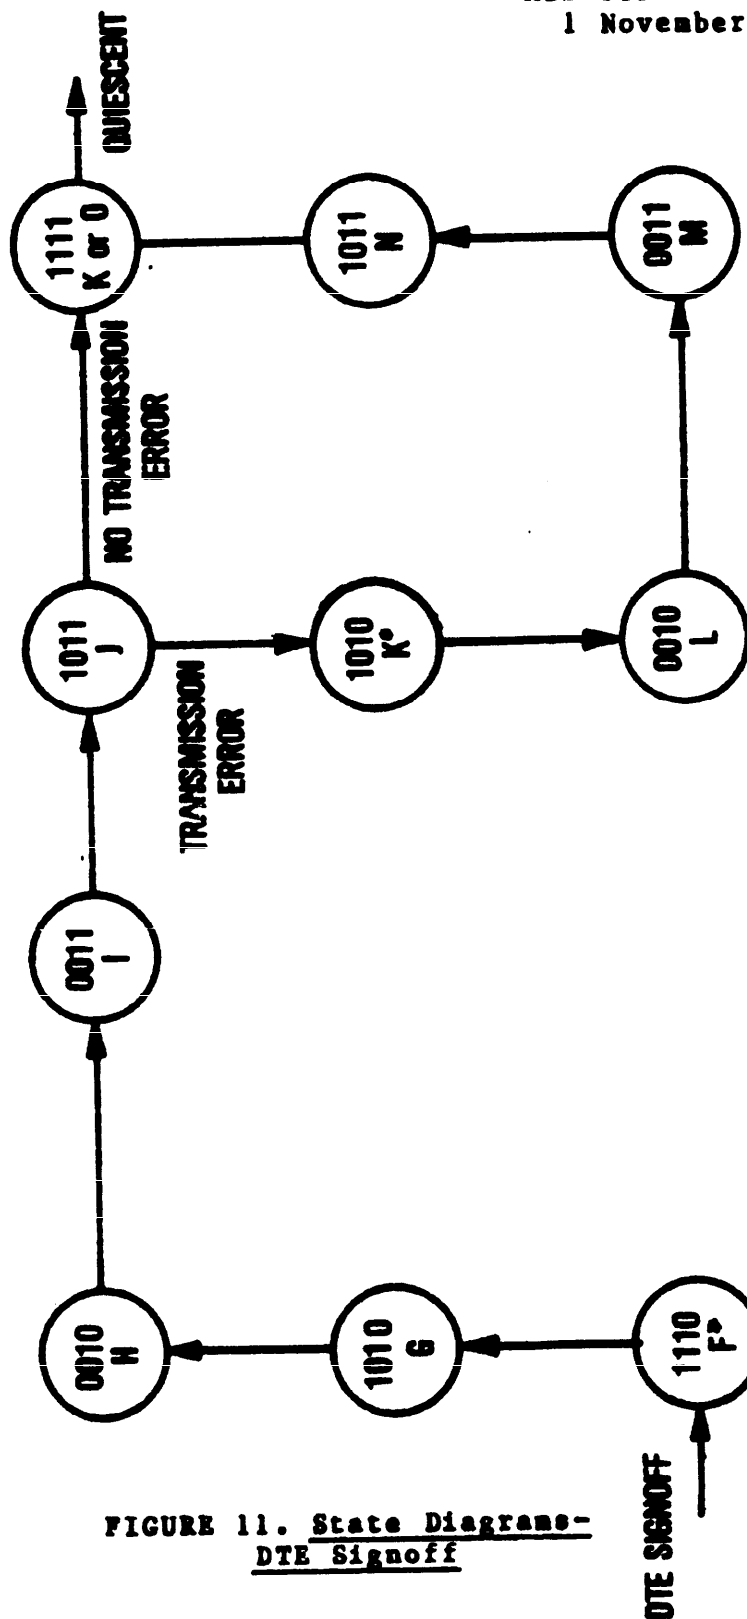 1 November
QUIESCENT
1111
K or O
NO TRANSMISSION
ERROR
1011
N
0011
M
1011
J
TRANSMISSION
ERROR
1010
K*
0010
L
0011
I
0010
H
1010
G
1110
F*
DTE SIGNOFF
FIGURE 11. State Diagrams-
DTE Signoff